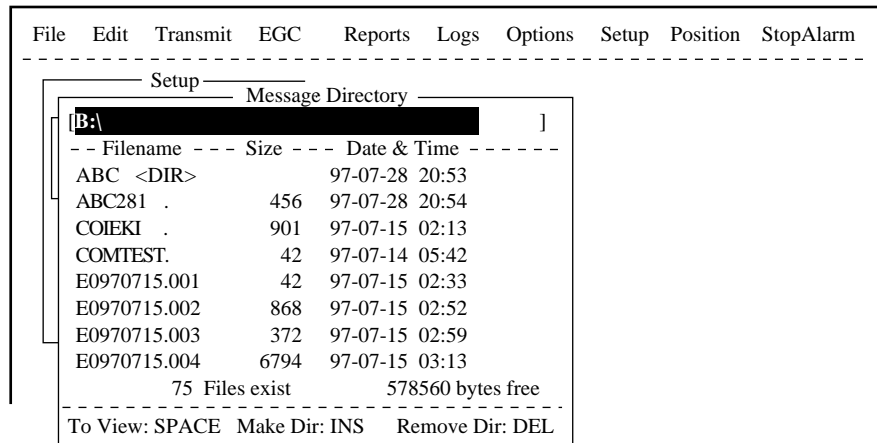 File Edit Transmit EGC Reports Logs Options Setup Position StopAlarm
Setup
Message Directory
[B:\ ]
Filename Size Date & Time
ABC <DIR> 97-07-28 20:53
ABC281 . 456 97-07-28 20:54
COIEKI . 901 97-07-15 02:13
COMTEST. 42 97-07-14 05:42
E0970715.001 42 97-07-15 02:33
E0970715.002 868 97-07-15 02:52
E0970715.003 372 97-07-15 02:59
E0970715.004 6794 97-07-15 03:13
75 Files exist 578560 bytes free
To View: SPACE Make Dir: INS Remove Dir: DEL